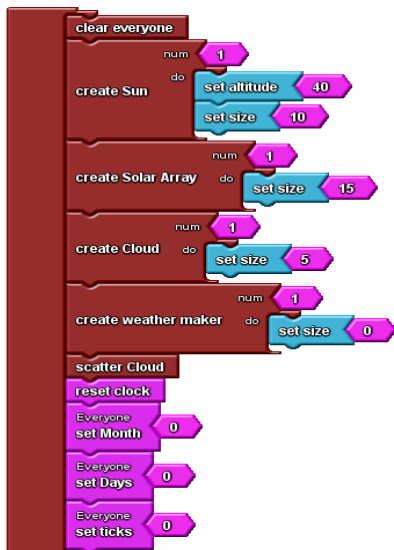 clear everyone
num 1
create Sun do set altitude 40
set size 10
num 1
create Solar Array do set size 15
num 1
create Cloud do set size 5
num 1
create weather maker do set size 0
scatter Cloud
reset clock
Everyone
set Month 0
Everyone
set Days 0
Everyone
set ticks 0